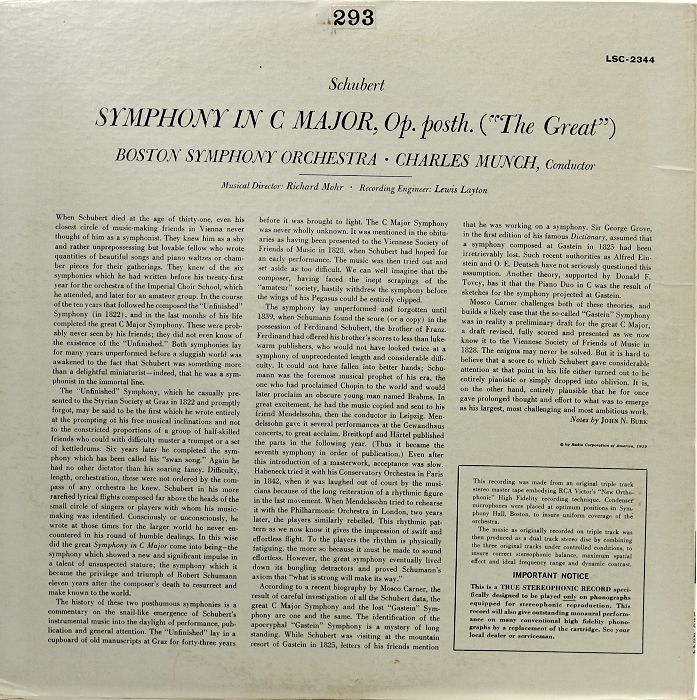 293
LSC-2344
Schubert
SYMPHONY IN C MAJOR, Op. posth. ("The Great")
BOSTON SYMPHONY ORCHESTRA · CHARLES MUNCH, Conductor
Musical Director: Richard Mohr · Recording Engineer: Lewis Layton
When Schubert died at the age of thirty-one, even his
closest circle of music-making friends in Vienna never
thought of him as a symphonist. They knew him as a shy
and rather unprepossessing but lovable fellow who wrote
quantities of beautiful songs and piano waltzes or cham-
ber pieces for their gatherings. They knew of the six
symphonies which he had written before his twenty-first
year for the orchestra of the Imperial Choir School, which
he attended, and later for an amateur group. In the course
of the ten years that followed he composed the "Unfinished"
Symphony (in 1822), and in the last months of his life
completed the great C Major Symphony. These were prob-
ably never seen by his friends; they did not even know of
the existence of the "Unfinished." Both symphonies lay
for many years unperformed before a sluggish world was
awakened to the fact that Schubert was something more
than a delightful miniaturist—indeed, that he was a sym-
phonist in the immortal line.
The "Unfinished" Symphony, which he casually pre-
sented to the Styrian Society at Graz in 1822 and promptly
forgot, may be said to be the first which he wrote entirely
at the prompting of his free musical inclinations and not
to the constricted proportions of a group of half-skilled
friends who could with difficulty muster a trumpet or a set
of kettledrums. Six years later he completed the sym-
phony which has been called his "swan song." Again he
had no other dictator than his soaring fancy. Difficulty,
length, orchestration, these were not ordered by the com-
pass of any orchestra he knew. Schubert in his more
rarefied lyrical flights composed far above the heads of the
small circle of singers or players with whom his music-
making was identified. Consciously or unconsciously, he
wrote at those times for the larger world he never en-
countered in his round of humble dealings. In this wise
did the great Symphony in C Major come into being—the
symphony which showed a new and significant impulse in
a talent of unsuspected stature; the symphony which it
became the privilege and triumph of Robert Schumann
eleven years after the composer's death to resurrect and
make known to the world.
The history of these two posthumous symphonies is a
commentary on the snail-like emergence of Schubert's
instrumental music into the daylight of performance, pub-
lication and general attention. The "Unfinished" lay in a
cupboard of old manuscripts at Graz for forty-three years
before it was brought to light. The C Major Symphony
was never wholly unknown. It was mentioned in the obitu-
aries as having been presented to the Viennese Society of
Friends of Music in 1828, when Schubert had hoped for
an early performance. The music was then tried out and
set aside as too difficult. We can well imagine that the
composer, having faced the inept scrapings of the
"amateur" society, hastily withdrew the symphony before
the wings of his Pegasus could be entirely clipped.
The symphony lay unperformed and forgotten until
1839, when Schumann found the score (or a copy) in the
possession of Ferdinand Schubert, the brother of Franz.
Ferdinand had offered his brother's scores to less than luke-
warm publishers, who would not have looked twice at a
symphony of unprecedented length and considerable diffi-
culty. It could not have fallen into better hands; Schu-
mann was the foremost musical prophet of his era, the
one who had proclaimed Chopin to the world and would
later proclaim an obscure young man named Brahms. In
great excitement, he had the music copied and sent to his
friend Mendelssohn, then the conductor in Leipzig. Men-
delssohn gave it several performances at the Gewandhaus
concerts, to great acclaim. Breitkopf and Härtel published
the parts in the following year. (Thus it became the
seventh symphony in order of publication.) Even after
this introduction of a masterwork, acceptance was slow.
Habeneck tried it with his Conservatory Orchestra in Paris
in 1842, when it was laughed out of court by the musi-
cians because of the long reiteration of a rhythmic figure
in the last movement. When Mendelssohn tried to rehearse
it with the Philharmonic Orchestra in London, two years
later, the players similarly rebelled. This rhythmic pat-
tern as we now know it gives the impression of swift and
effortless flight. To the players the rhythm is physically
fatiguing, the more so because it must be made to sound
effortless. However, the great symphony eventually lived
down its bungling detractors and proved Schumann's
axiom that "what is strong will make its way."
According to a recent biography by Mosco Carner, the
result of careful investigation of all the Schubert data, the
great C Major Symphony and the lost "Gastein" Sym-
phony are one and the same. The identification of the
apocryphal "Gastein" Symphony is a mystery of long
standing. While Schubert was visiting at the mountain
resort of Gastein in 1825, letters of his friends mention
that he was working on a symphony. Sir George Grove,
in the first edition of his famous Dictionary, assumed that
a symphony composed at Gastein in 1825 had been
irretrievably lost. Such recent authorities as Alfred Ein-
stein and O. E. Deutsch have not seriously questioned this
assumption. Another theory, supported by Donald F.
Tovey, has it that the Piano Duo in C was the result of
sketches for the symphony projected at Gastein.
Mosco Carner challenges both of these theories, and
builds a likely case that the so-called "Gastein" Symphony
was in reality a preliminary draft for the great C Major,
a draft revised, fully scored and presented as we now
know it to the Viennese Society of Friends of Music in
1828. The enigma may never be solved. But it is hard to
believe that a score to which Schubert gave considerable
attention at that point in his life either turned out to be
entirely pianistic or simply dropped into oblivion. It is,
on the other hand, entirely plausible that he for once
gave prolonged thought and effort to what was to emerge
as his largest, most challenging and most ambitious work.
Notes by JOHN N. BURK
© by Radio Corporation of America, 1959
This recording was made from an original triple track
stereo master tape embodying RCA Victor's "New Ortho-
phonic" High Fidelity recording technique. Condenser
microphones were placed at optimum positions in Sym-
phony Hall, Boston, to insure uniform coverage of the
orchestra.
The music as originally recorded on triple track was
then produced as a dual track stereo disc by combining
the three original tracks under controlled conditions, to
insure correct stereophonic balance, maximum spatial
effect and ideal frequency range and dynamic contrast.
IMPORTANT NOTICE
This is a TRUE STEREOPHONIC RECORD speci-
fically designed to be played only on phonographs
equipped for stereophonic reproduction. This
record will also give outstanding monaural perform-
ance on many conventional high fidelity phono-
graphs by a replacement of the cartridge. See your
local dealer or serviceman.